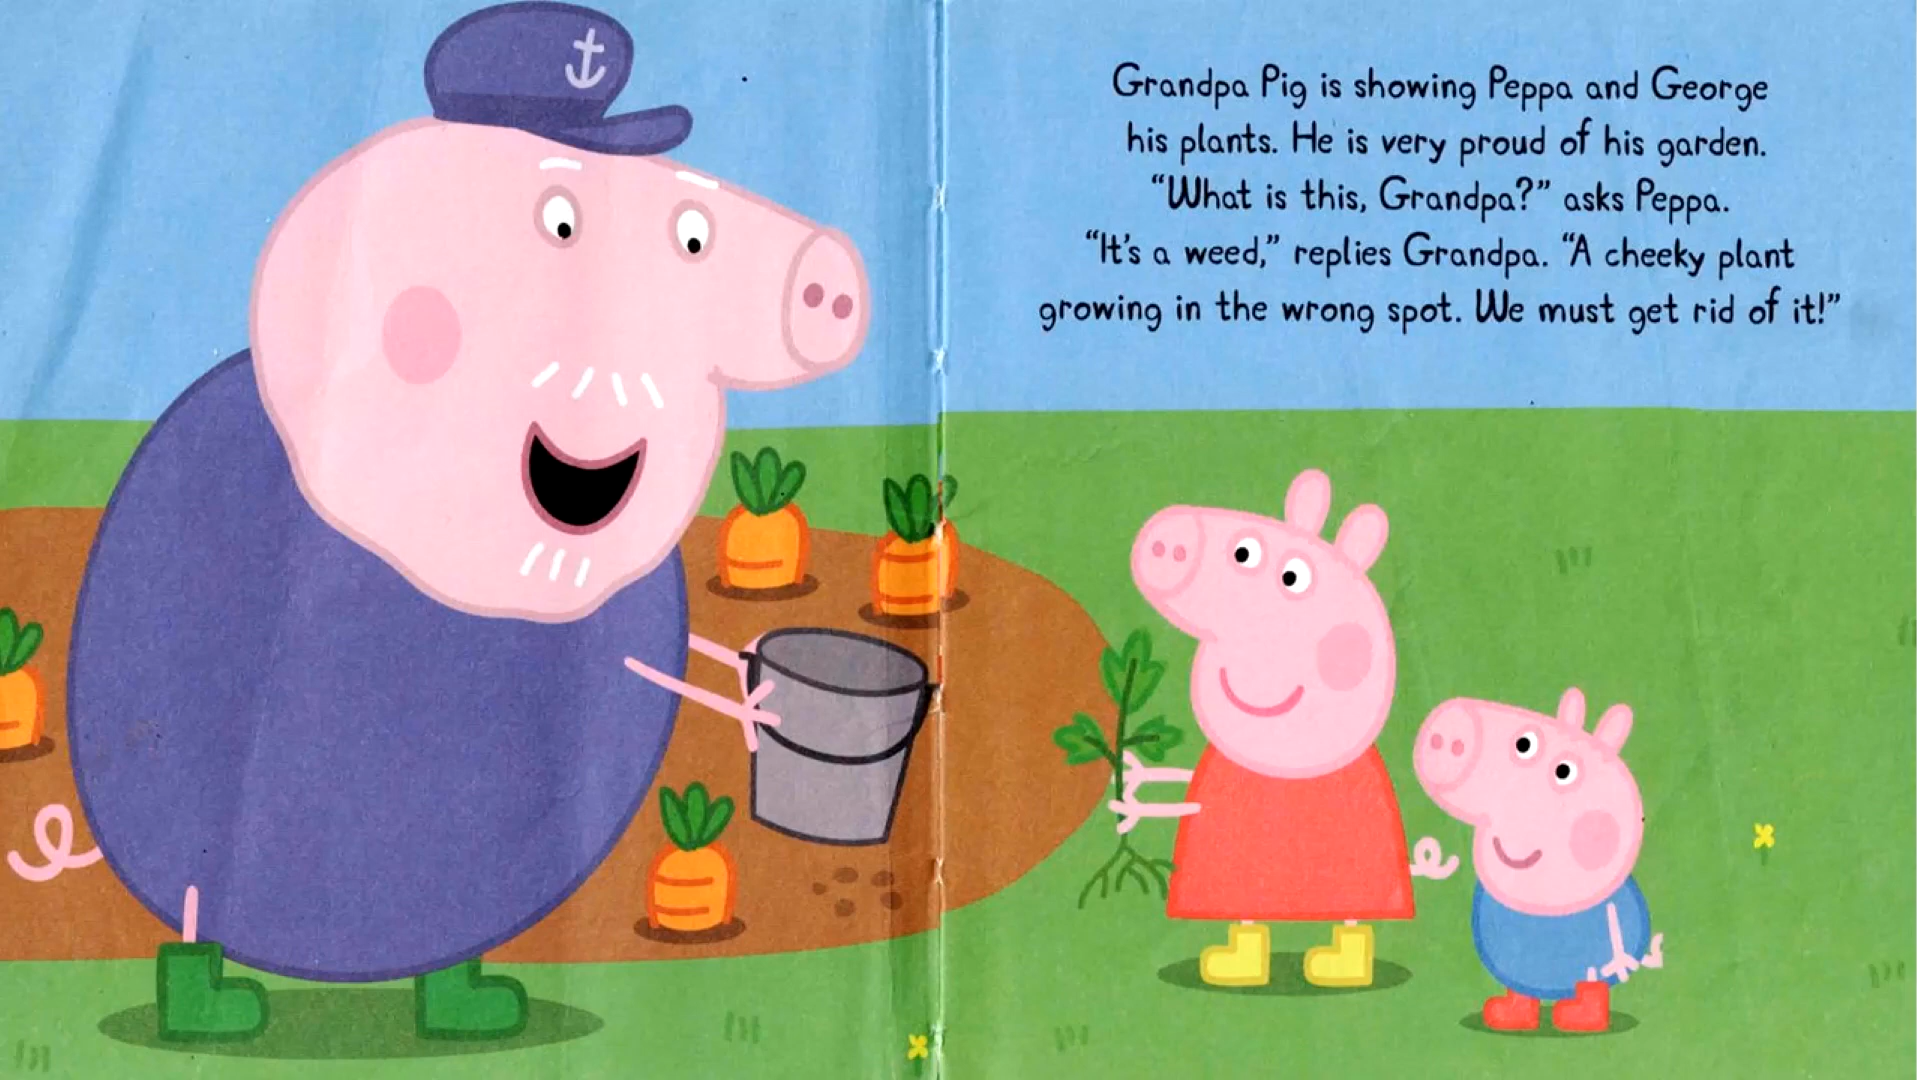 Grandpa Pig is showing Peppa and George
his plants. He is very proud of his garden.
“What is this, Grandpa?” asks Peppa.
“It’s a weed,” replies Grandpa. “A cheeky plant
growing in the wrong spot. We must get rid of it!”